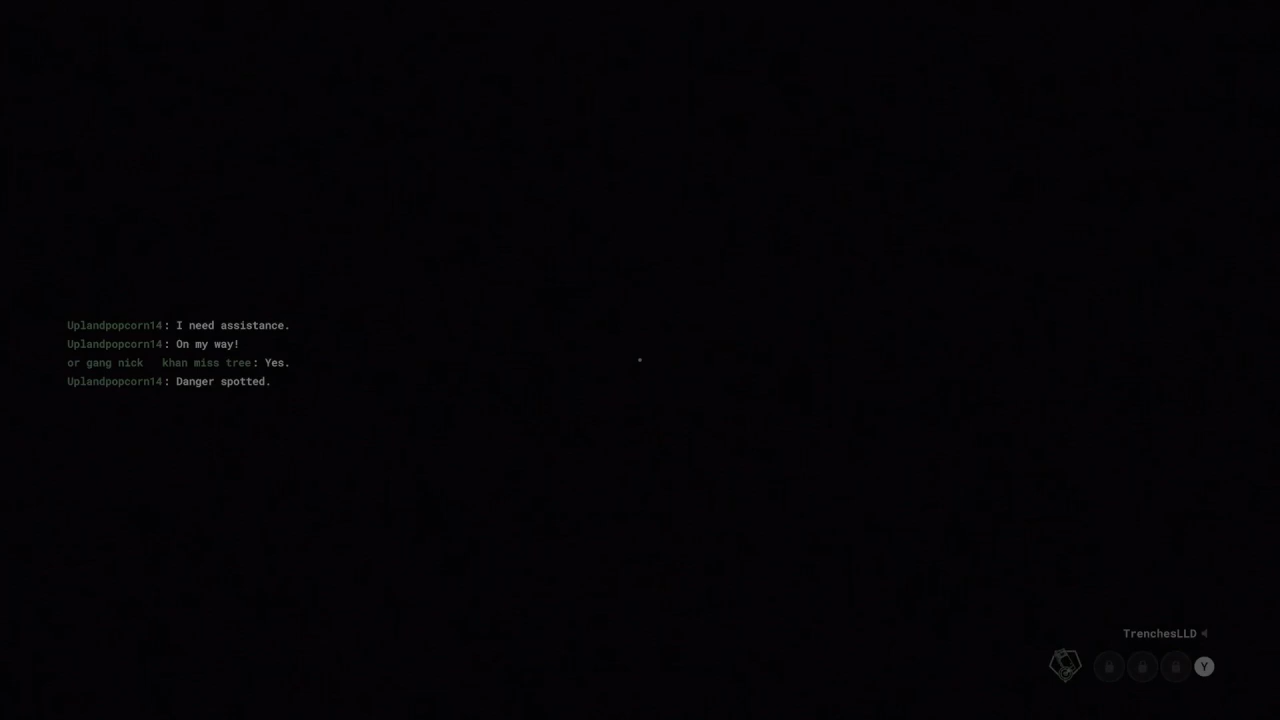 Uplandpopcorn14: I need assistance.
Uplandpopcorn14: On my way!
or gang nick   khan miss tree: Yes.
Uplandpopcorn14: Danger spotted.
TrenchesLLD
Y